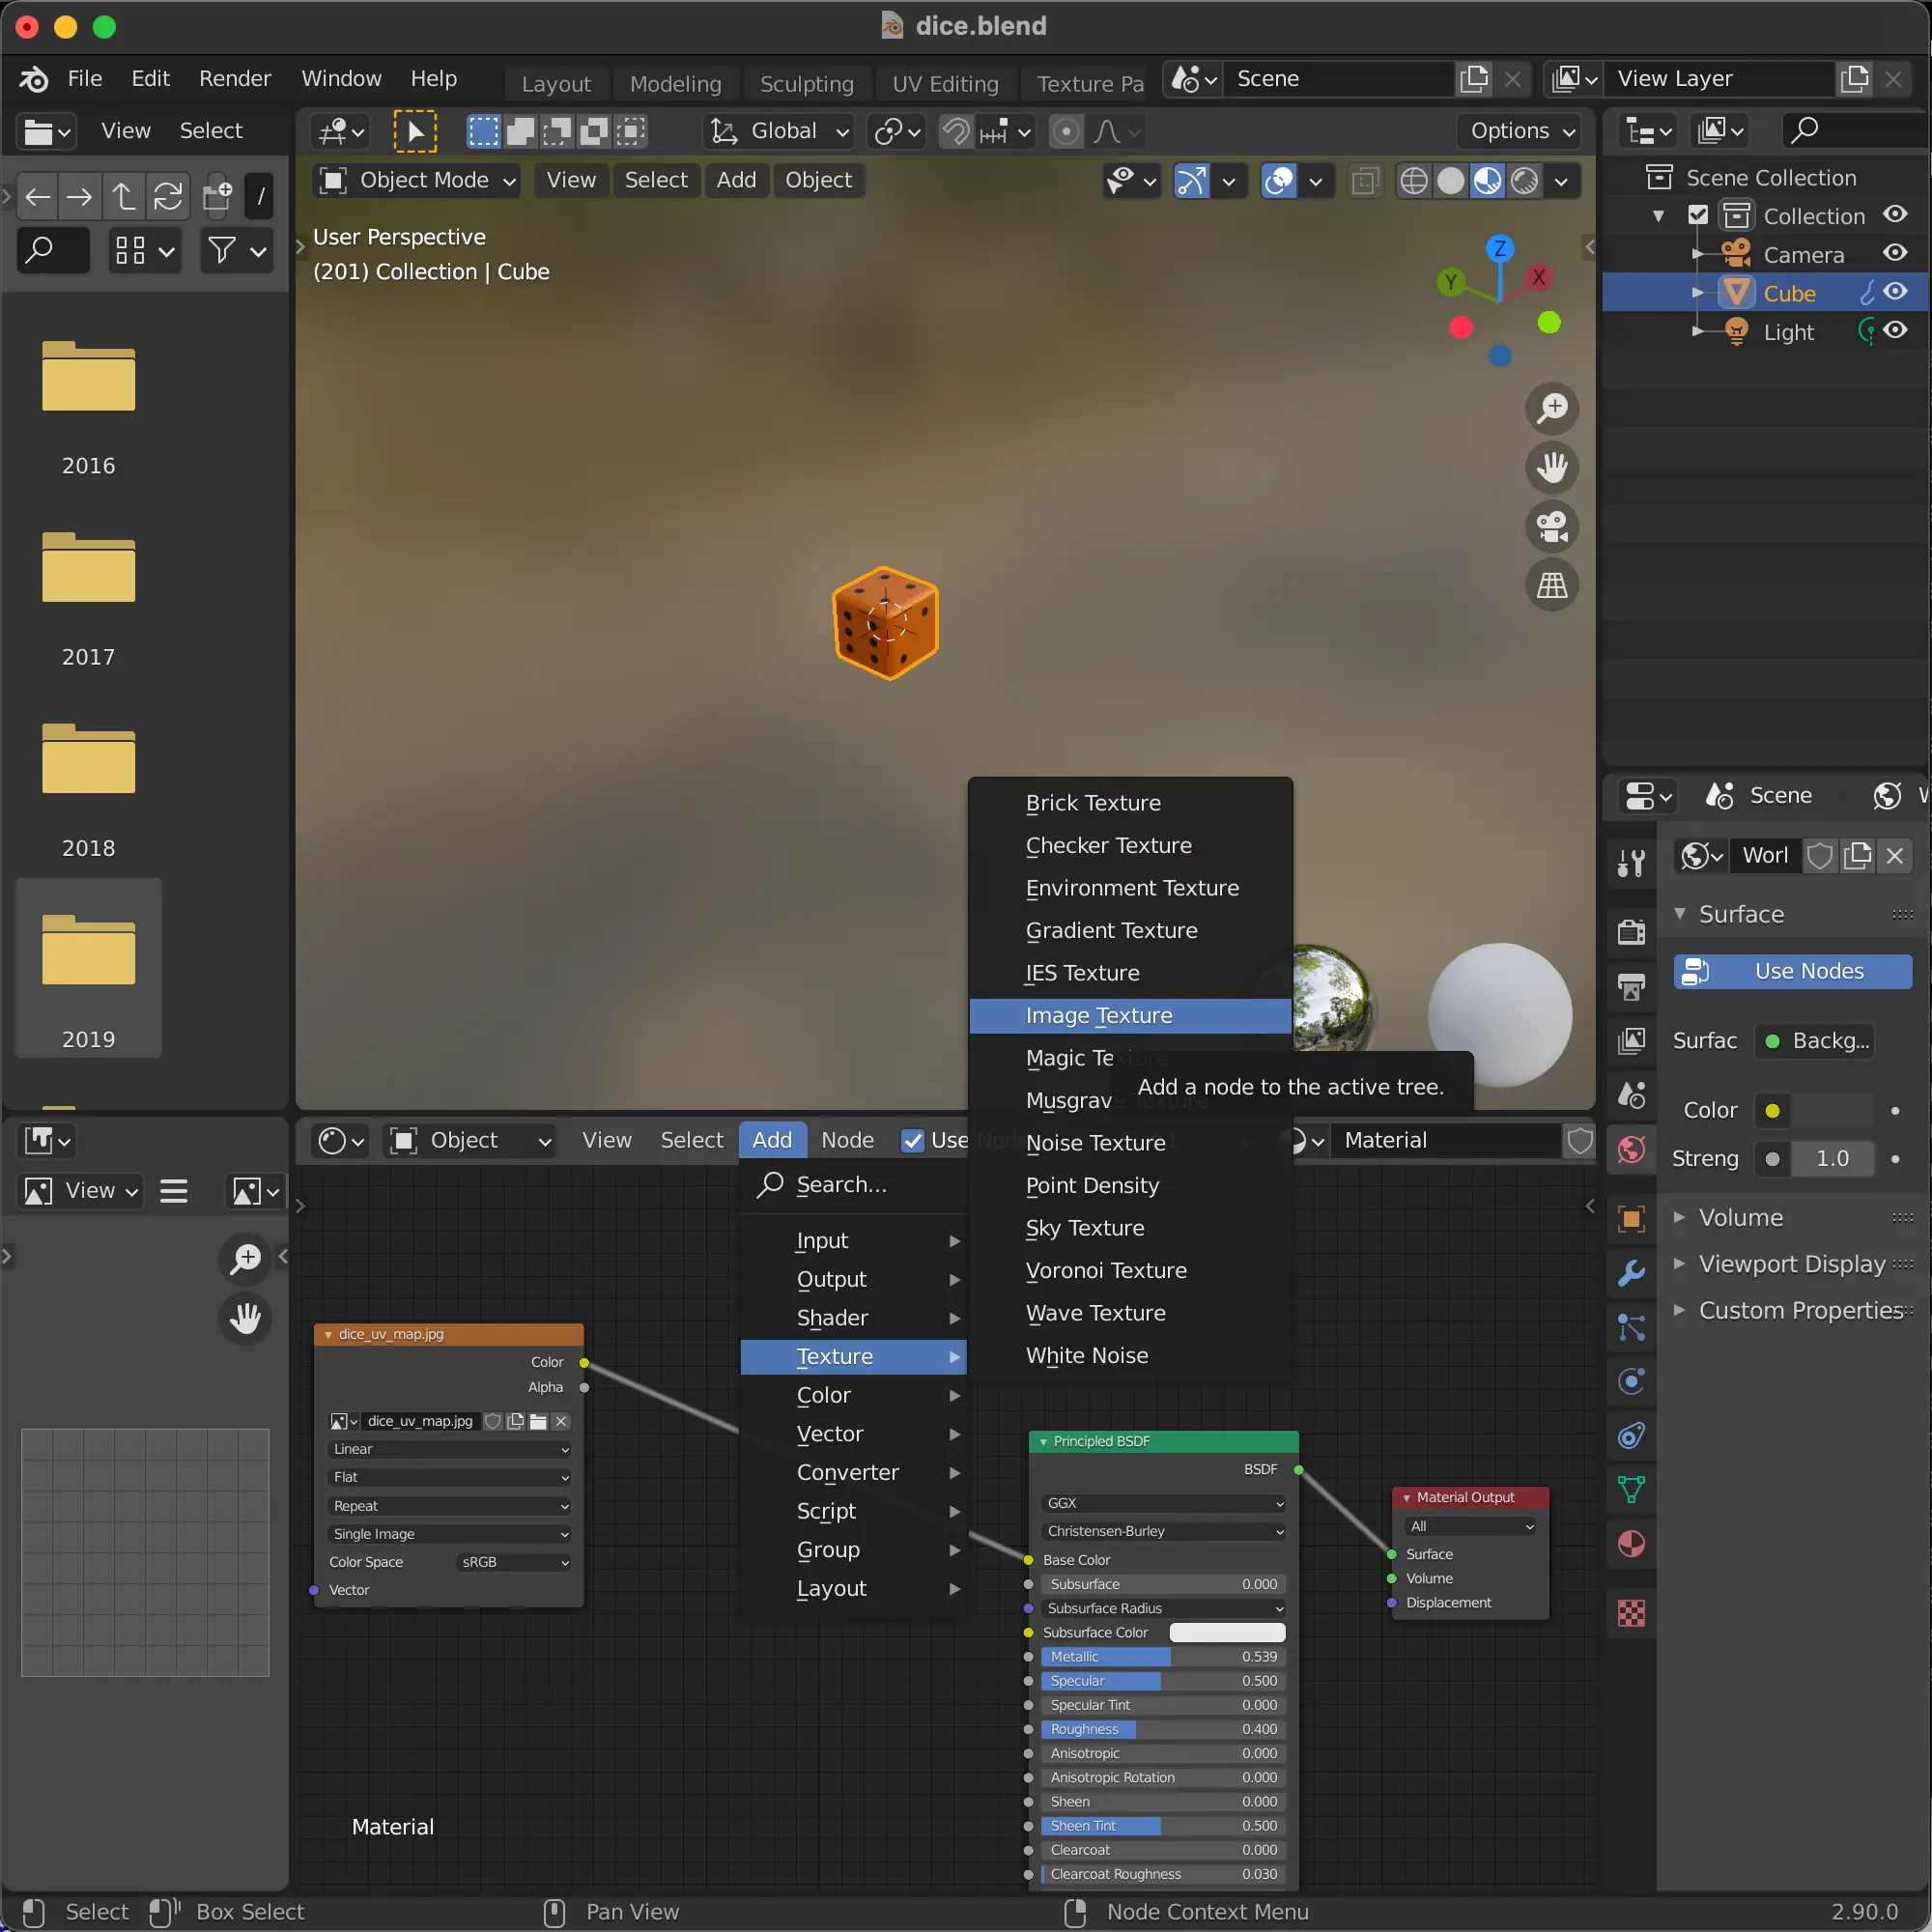 dice.blend
File Edit Render Window Help Layout Modeling Sculpting UV Editing Texture Pa Scene View Layer
View Select Global Options
Object Mode View Select Add Object
/
User Perspective
(201) Collection | Cube
Z
Y X
Scene Collection
Collection
Camera
Cube
Light
2016
2017
2018
2019
Brick Texture
Checker Texture
Environment Texture
Gradient Texture
IES Texture
Image Texture
Magic Texture
Musgrave Texture
Noise Texture
Point Density
Sky Texture
Voronoi Texture
Wave Texture
White Noise
Add a node to the active tree.
Scene W
Worl
Surface
Use Nodes
Surfac Backg...
Color
Streng 1.0
Volume
Viewport Display
Custom Properties
View
Object View Select Add Node Use Material
Search...
Input
Output
Shader
Texture
Color
Vector
Converter
Script
Group
Layout
dice_uv_map.jpg
Color
Alpha
dice_uv_map.jpg
Linear
Flat
Repeat
Single Image
Color Space sRGB
Vector
Principled BSDF
BSDF
GGX
Christensen-Burley
Base Color
Subsurface 0.000
Subsurface Radius
Subsurface Color
Metallic 0.539
Specular 0.500
Specular Tint 0.000
Roughness 0.400
Anisotropic 0.000
Anisotropic Rotation 0.000
Sheen 0.000
Sheen Tint 0.500
Clearcoat 0.000
Clearcoat Roughness 0.030
Material Output
All
Surface
Volume
Displacement
Material
Select Box Select Pan View Node Context Menu 2.90.0